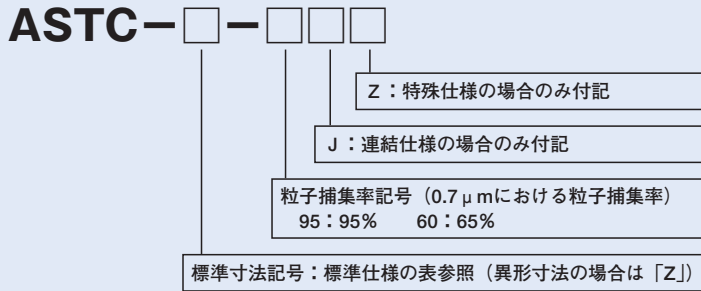 ASTC－□－□□□
Z：特殊仕様の場合のみ付記
J：連結仕様の場合のみ付記
粒子捕集率記号（0.7μmにおける粒子捕集率）
95：95%　60：65%
標準寸法記号：標準仕様の表参照（異形寸法の場合は「Z」）